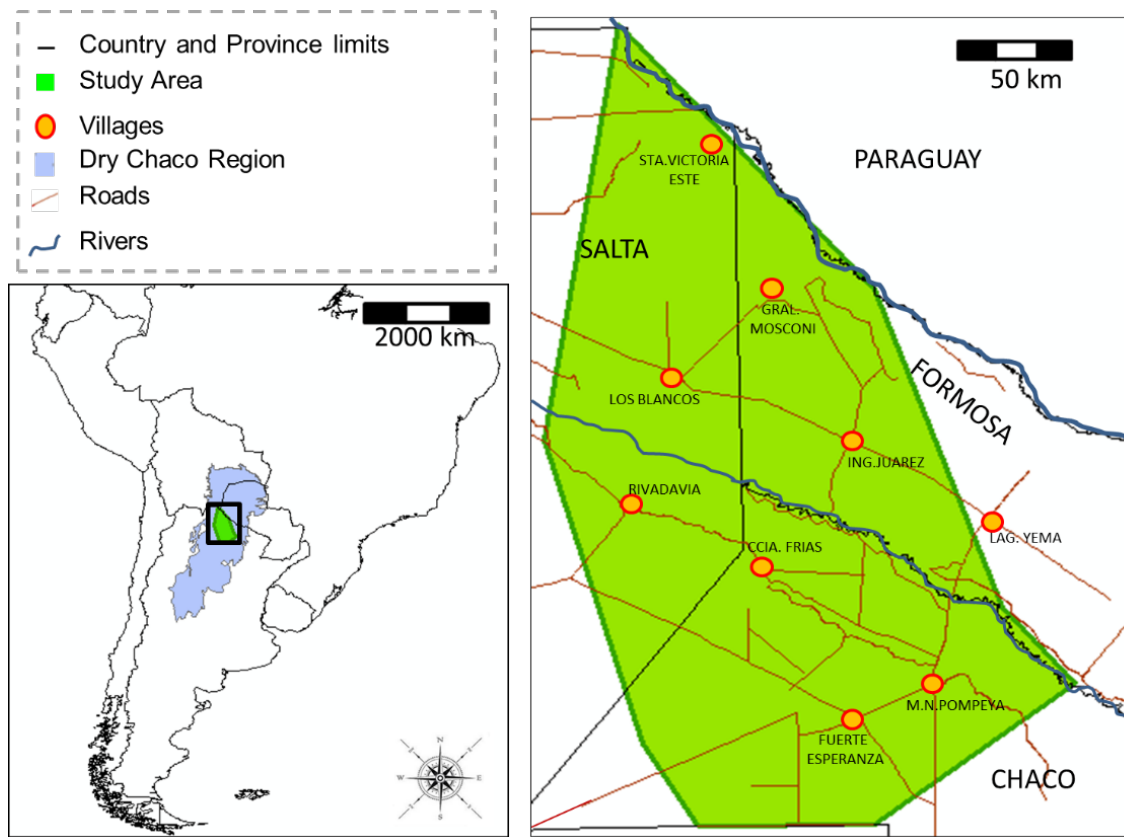 Country and Province limits
Study Area
Villages
Dry Chaco Region
Roads
Rivers
2000 km
N
W
E
S
50 km
PARAGUAY
STA.VICTORIA
ESTE
SALTA
GRAL.
MOSCONI
FORMOSA
LOS BLANCOS
ING.JUAREZ
RIVADAVIA
LAG. YEMA
CCIA. FRIAS
M.N.POMPEYA
FUERTE
ESPERANZA
CHACO